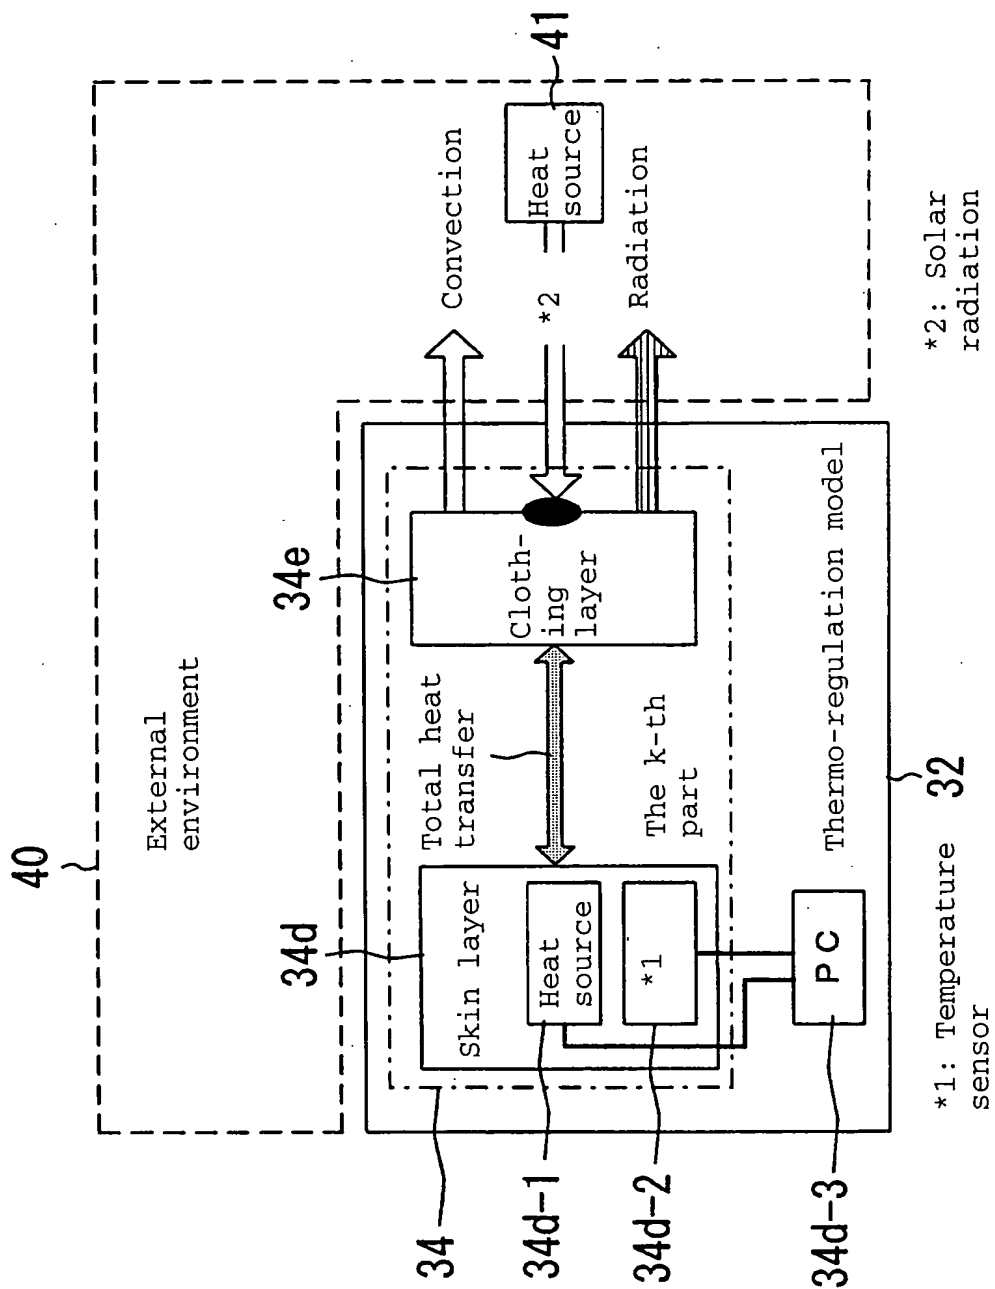 40
External
environment
Convection
41
Heat
source
*2
Radiation
*2: Solar
radiation
34e
Cloth-
ing
layer
Total heat
transfer
The k-th
part
Thermo-regulation model
32
34d
Skin layer
Heat
source
*1
PC
*1: Temperature
sensor
34
34d-1
34d-2
34d-3